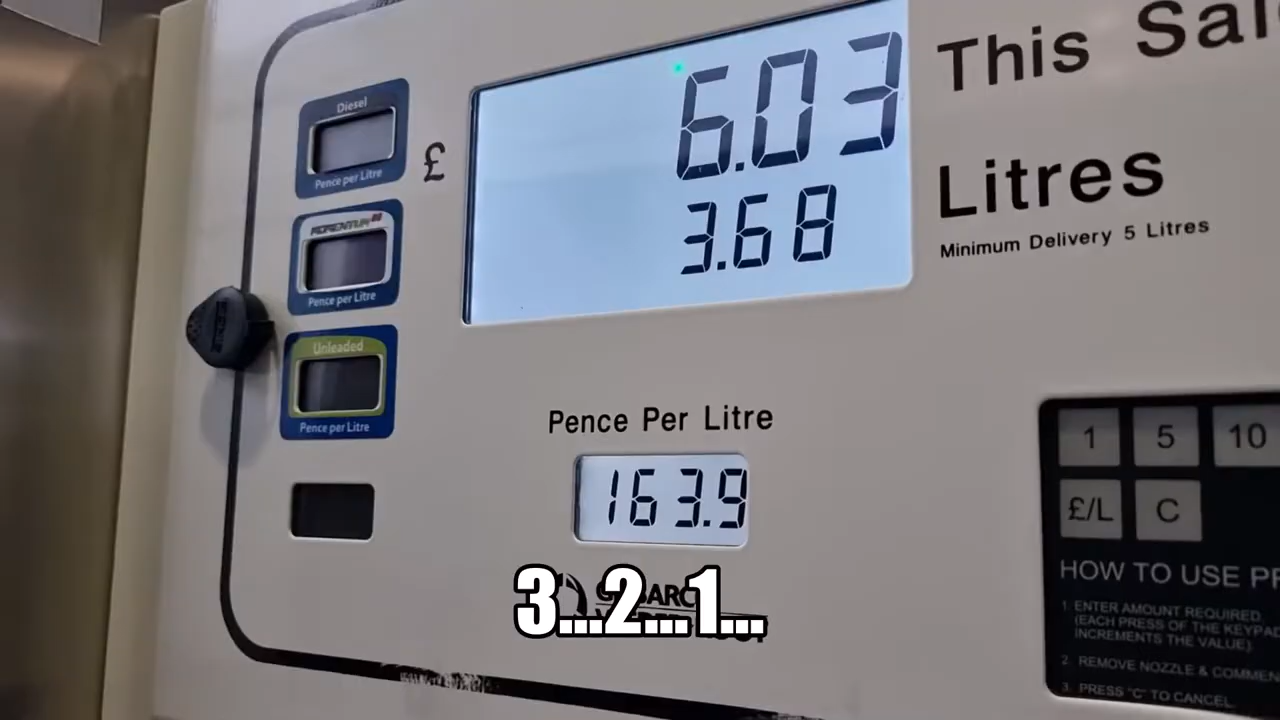 This Sal
£ 6.03
Litres
3.68
Minimum Delivery 5 Litres
Diesel
Pence per Litre
MOMENTUM 99
Pence per Litre
Unleaded
Pence per Litre
Pence Per Litre
163.9
3...2...1...
1 5 10
£/L C
HOW TO USE PR
1. ENTER AMOUNT REQUIRED.
(EACH PRESS OF THE KEYPA
INCREMENTS THE VALUE)
2. REMOVE NOZZLE & COMMEN
3. PRESS "C" TO CANCEL.